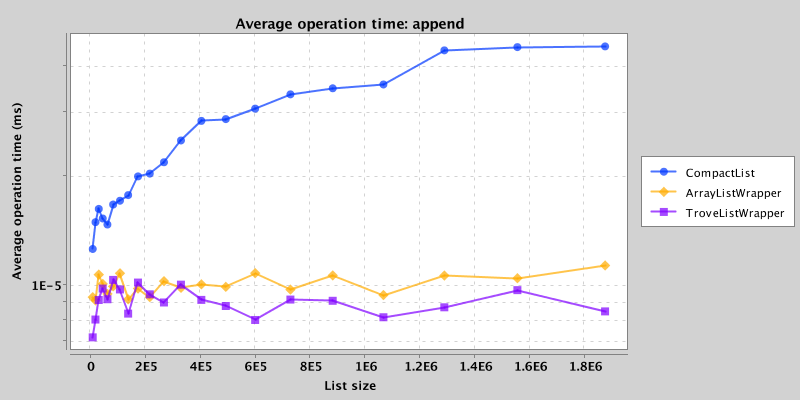 Average operation time: append
Average operation time (ms)
1E-5
0 2E5 4E5 6E5 8E5 1E6 1.2E6 1.4E6 1.6E6 1.8E6
List size
CompactList
ArrayListWrapper
TroveListWrapper